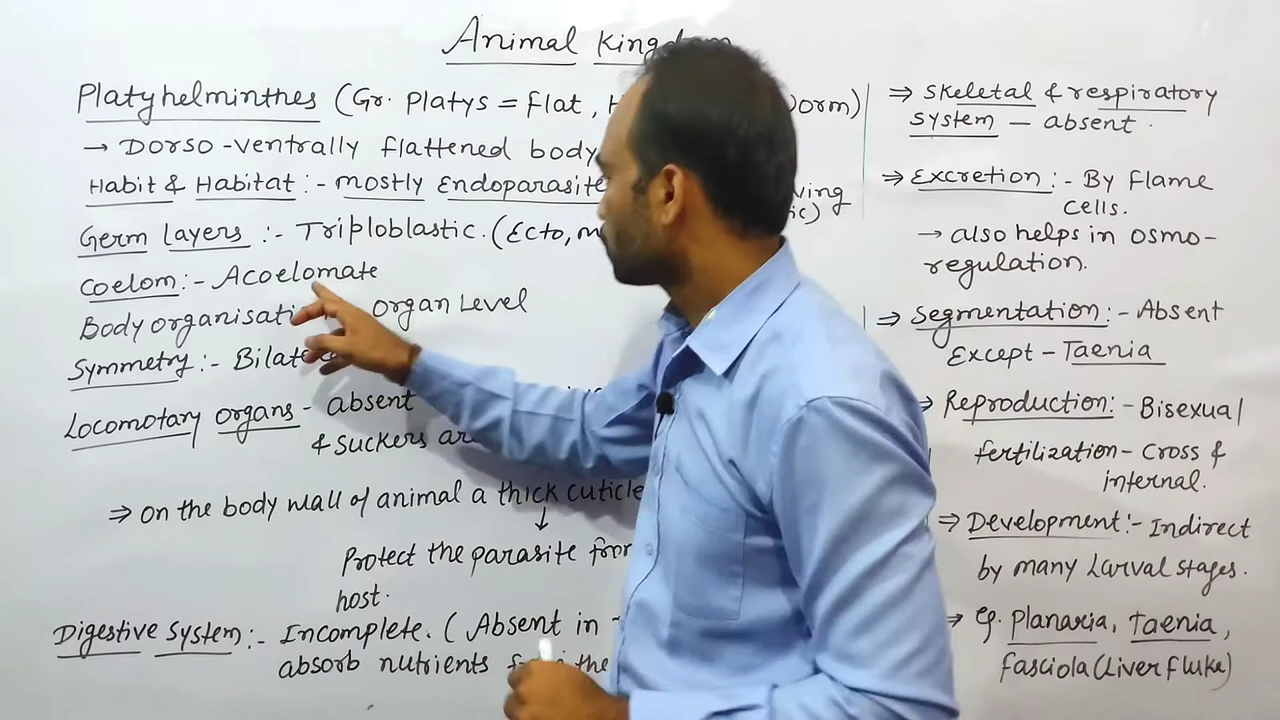 Animal Kingdom
Platyhelminthes (Gr. Platys = flat, orm)
→ Dorso-ventrally flattened body
Habit & Habitat :- mostly Endoparasite ving
Germ Layers :- Triploblastic. (Ecto, m ic)
Coelom :- Acoelomate
Body organisati organ Level
Symmetry :- Bilate
Locomotary organs - absent
& suckers ar
⇒ on the body wall of animal a thick cuticle
↓
Protect the parasite from
host.
Digestive System :- Incomplete. (Absent in
absorb nutrients the
⇒ Skeletal & respiratory
system — absent.
⇒ Excretion :- By flame
cells.
→ also helps in osmo-
regulation.
⇒ Segmentation :- Absent
Except - Taenia
Reproduction :- Bisexual
fertilization - cross &
internal.
⇒ Development :- Indirect
by many Larval stages.
→ eg. Planaria, Taenia,
fasciola (Liver fluke)